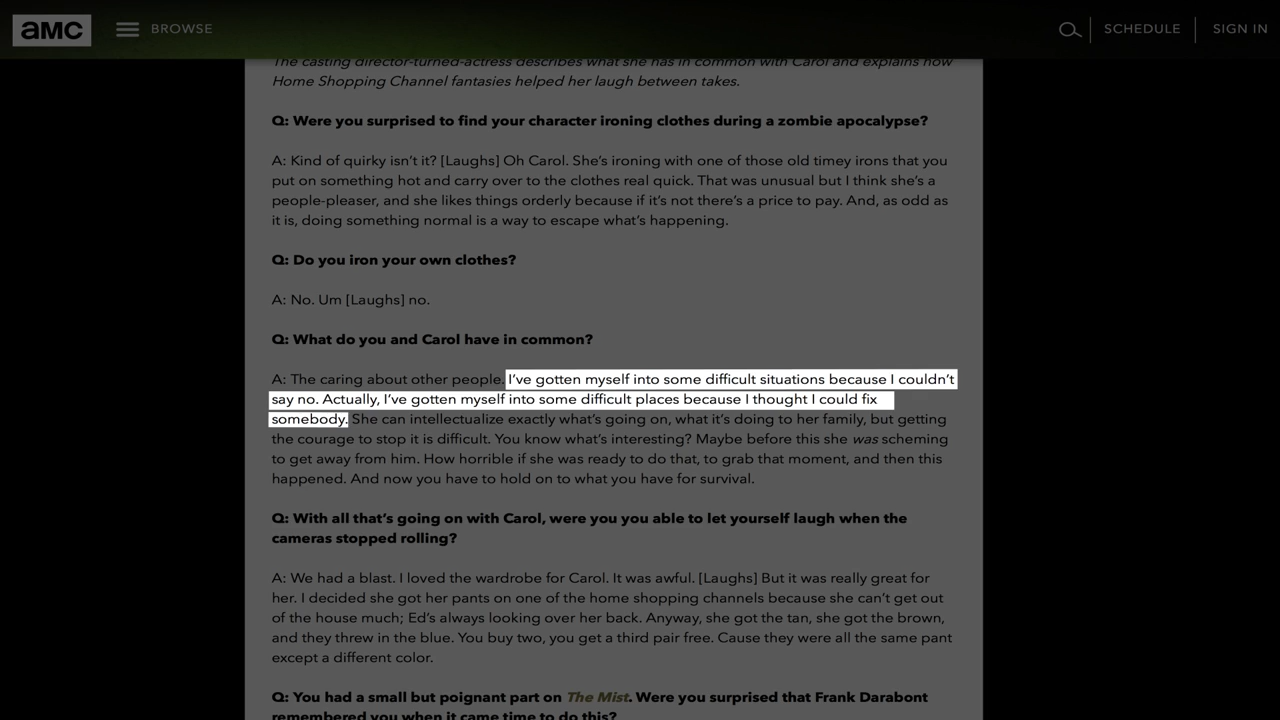 amc BROWSE SCHEDULE SIGN IN
The casting director-turned-actress describes what she has in common with Carol and explains how
Home Shopping Channel fantasies helped her laugh between takes.
Q: Were you surprised to find your character ironing clothes during a zombie apocalypse?
A: Kind of quirky isn't it? [Laughs] Oh Carol. She's ironing with one of those old timey irons that you
put on something hot and carry over to the clothes real quick. That was unusual but I think she's a
people-pleaser, and she likes things orderly because if it's not there's a price to pay. And, as odd as
it is, doing something normal is a way to escape what's happening.
Q: Do you iron your own clothes?
A: No. Um [Laughs] no.
Q: What do you and Carol have in common?
A: The caring about other people. I've gotten myself into some difficult situations because I couldn't
say no. Actually, I've gotten myself into some difficult places because I thought I could fix
somebody. She can intellectualize exactly what's going on, what it's doing to her family, but getting
the courage to stop it is difficult. You know what's interesting? Maybe before this she was scheming
to get away from him. How horrible if she was ready to do that, to grab that moment, and then this
happened. And now you have to hold on to what you have for survival.
Q: With all that's going on with Carol, were you you able to let yourself laugh when the
cameras stopped rolling?
A: We had a blast. I loved the wardrobe for Carol. It was awful. [Laughs] But it was really great for
her. I decided she got her pants on one of the home shopping channels because she can't get out
of the house much; Ed's always looking over her back. Anyway, she got the tan, she got the brown,
and they threw in the blue. You buy two, you get a third pair free. Cause they were all the same pant
except a different color.
Q: You had a small but poignant part on The Mist. Were you surprised that Frank Darabont
remembered you when it came time to do this?